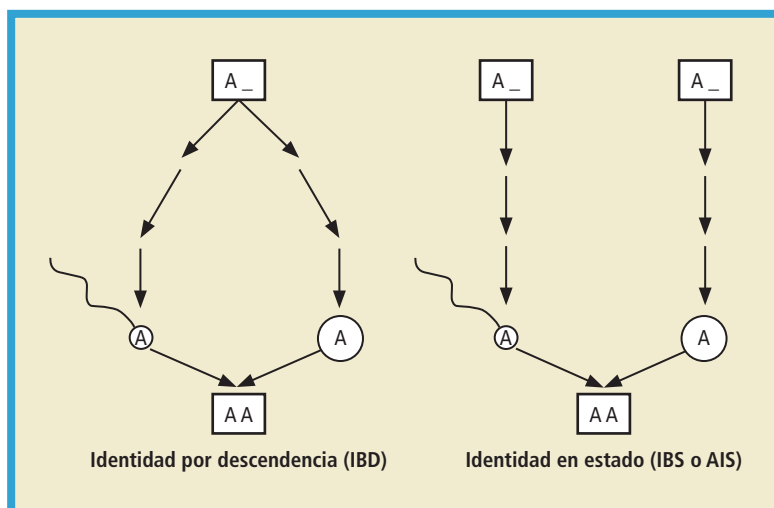 A _
A _
A _
A
A
A
A
A A
A A
Identidad por descendencia (IBD)
Identidad en estado (IBS o AIS)